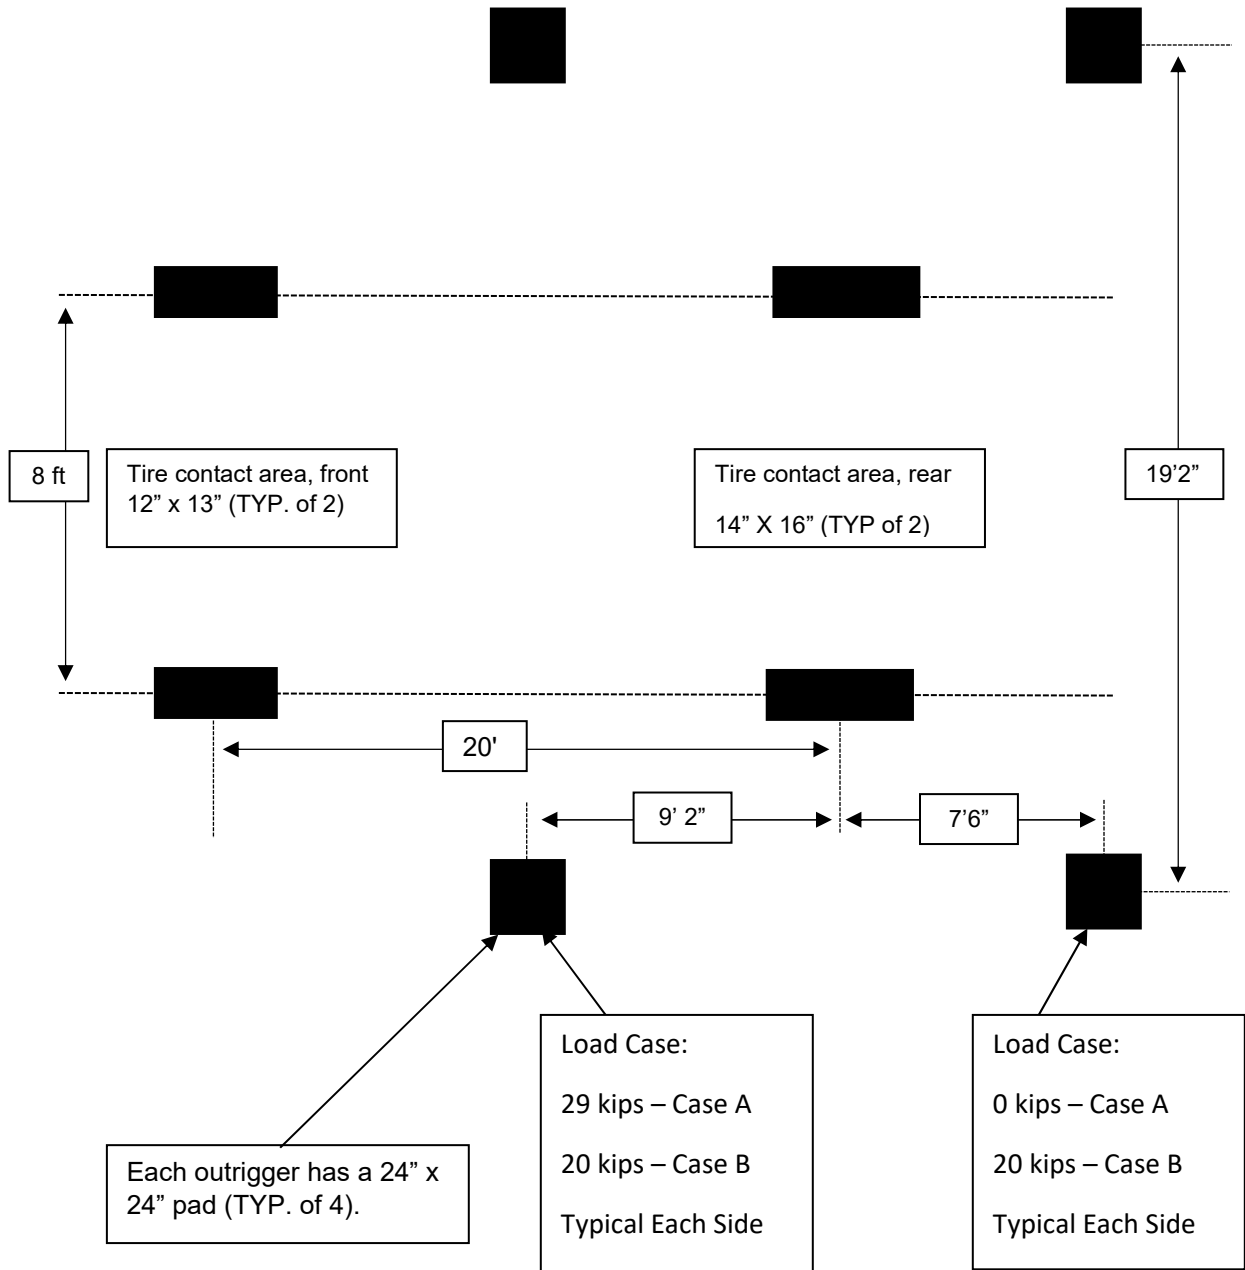 8 ft
Tire contact area, front
12” x 13” (TYP. of 2)
Tire contact area, rear
14” X 16” (TYP of 2)
19’2”
20'
9’ 2”
7’6”
Each outrigger has a 24” x
24” pad (TYP. of 4).
Load Case:
29 kips – Case A
20 kips – Case B
Typical Each Side
Load Case:
0 kips – Case A
20 kips – Case B
Typical Each Side